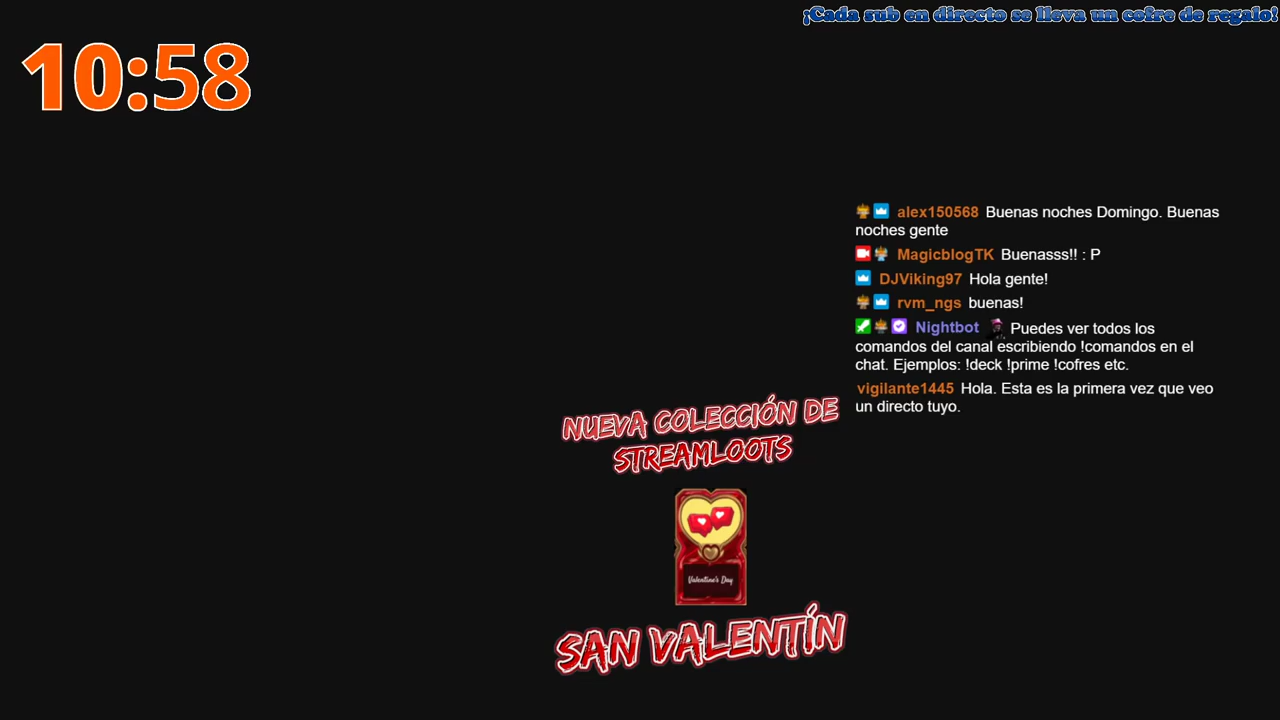 ¡Cada sub en directo se lleva un cofre de regalo!
10:58
alex150568 Buenas noches Domingo. Buenas
noches gente
MagicblogTK Buenasss!! : P
DJViking97 Hola gente!
rvm_ngs buenas!
Nightbot Puedes ver todos los
comandos del canal escribiendo !comandos en el
chat. Ejemplos: !deck !prime !cofres etc.
vigilante1445 Hola. Esta es la primera vez que veo
un directo tuyo.
NUEVA COLECCIÓN DE
STREAMLOOTS
Valentine's Day
SAN VALENTÍN